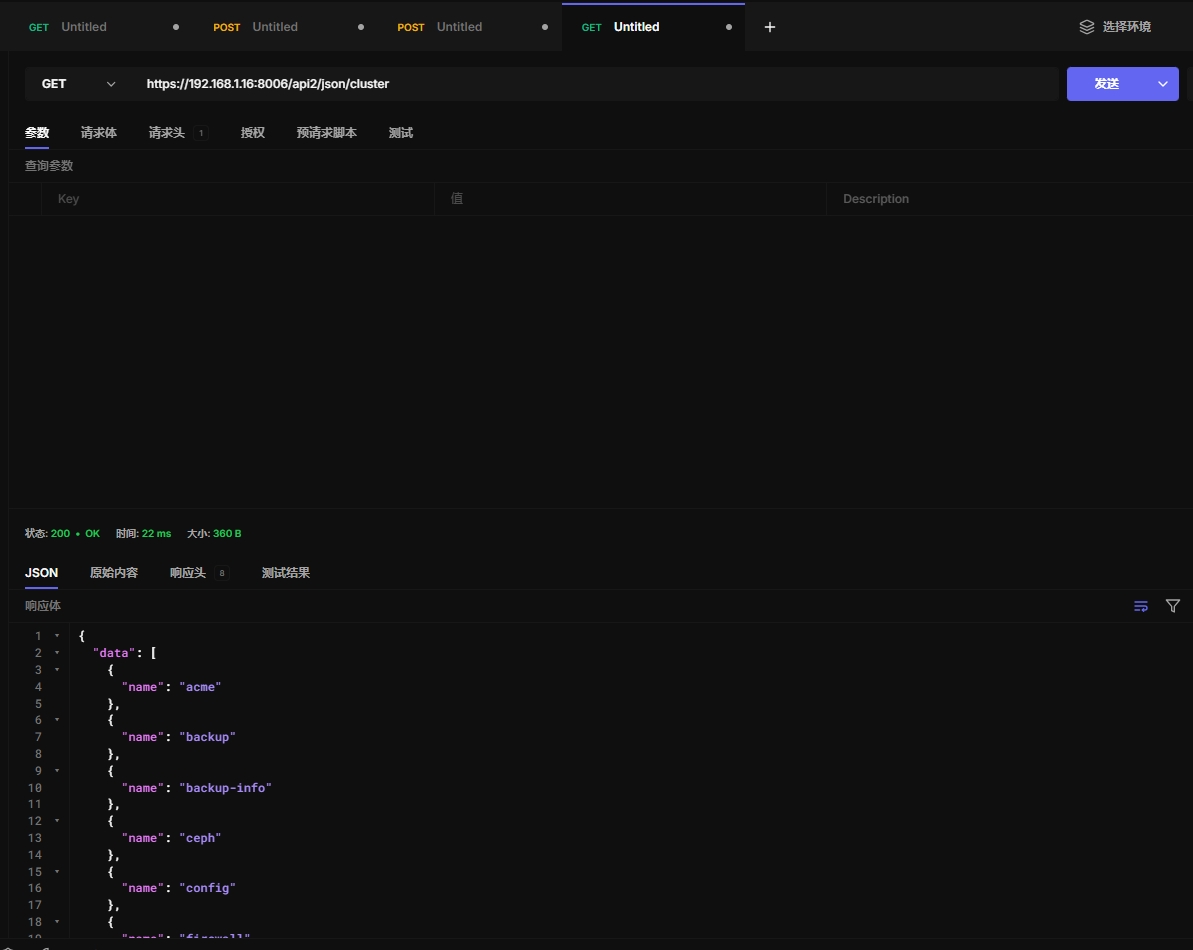 GET Untitled POST Untitled POST Untitled GET Untitled + 选择环境
GET https://192.168.1.16:8006/api2/json/cluster 发送
参数 请求体 请求头 1 授权 预请求脚本 测试
查询参数
Key 值 Description
状态: 200 • OK 时间: 22 ms 大小: 360 B
JSON 原始内容 响应头 8 测试结果
响应体
1 {
2 "data": [
3 {
4 "name": "acme"
5 },
6 {
7 "name": "backup"
8 },
9 {
10 "name": "backup-info"
11 },
12 {
13 "name": "ceph"
14 },
15 {
16 "name": "config"
17 },
18 {
19 "name": "firewall"